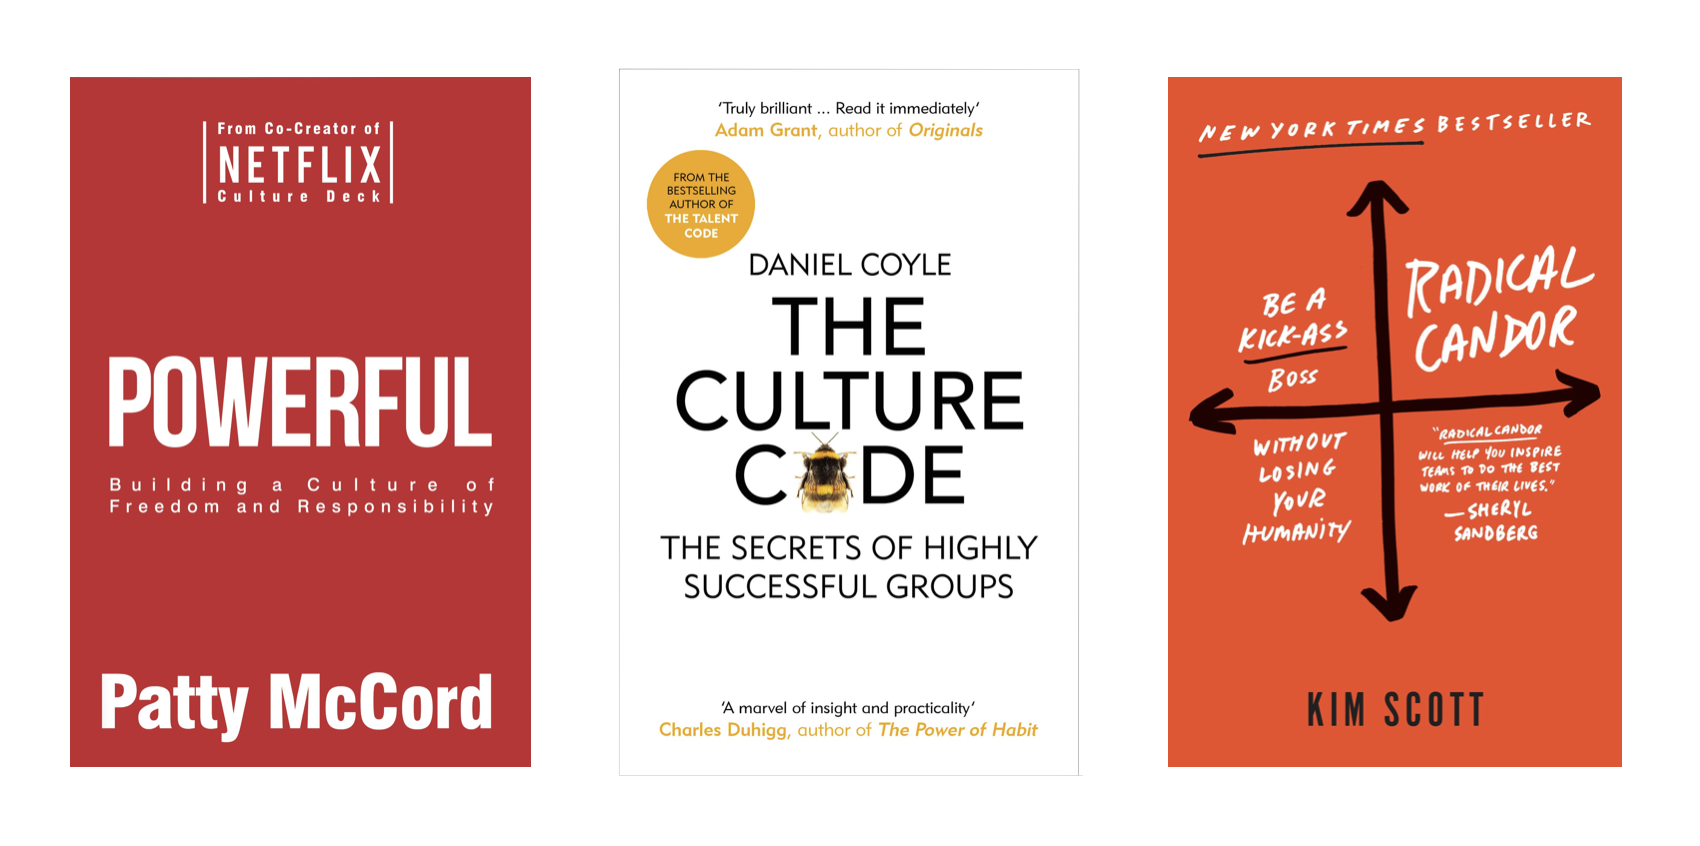 From Co-Creator of
NETFLIX
Culture Deck
POWERFUL
Building a Culture of
Freedom and Responsibility
Patty McCord
‘Truly brilliant ... Read it immediately’
Adam Grant, author of Originals
FROM THE
BESTSELLING
AUTHOR OF
THE TALENT
CODE
DANIEL COYLE
THE
CULTURE
CODE
THE SECRETS OF HIGHLY
SUCCESSFUL GROUPS
‘A marvel of insight and practicality’
Charles Duhigg, author of The Power of Habit
NEW YORK TIMES BESTSELLER
RADICAL
CANDOR
BE A
KICK-ASS
BOSS
WITHOUT
LOSING
YOUR
HUMANITY
"RADICAL CANDOR
WILL HELP YOU INSPIRE
TEAMS TO DO THE BEST
WORK OF THEIR LIVES."
—SHERYL
SANDBERG
KIM SCOTT